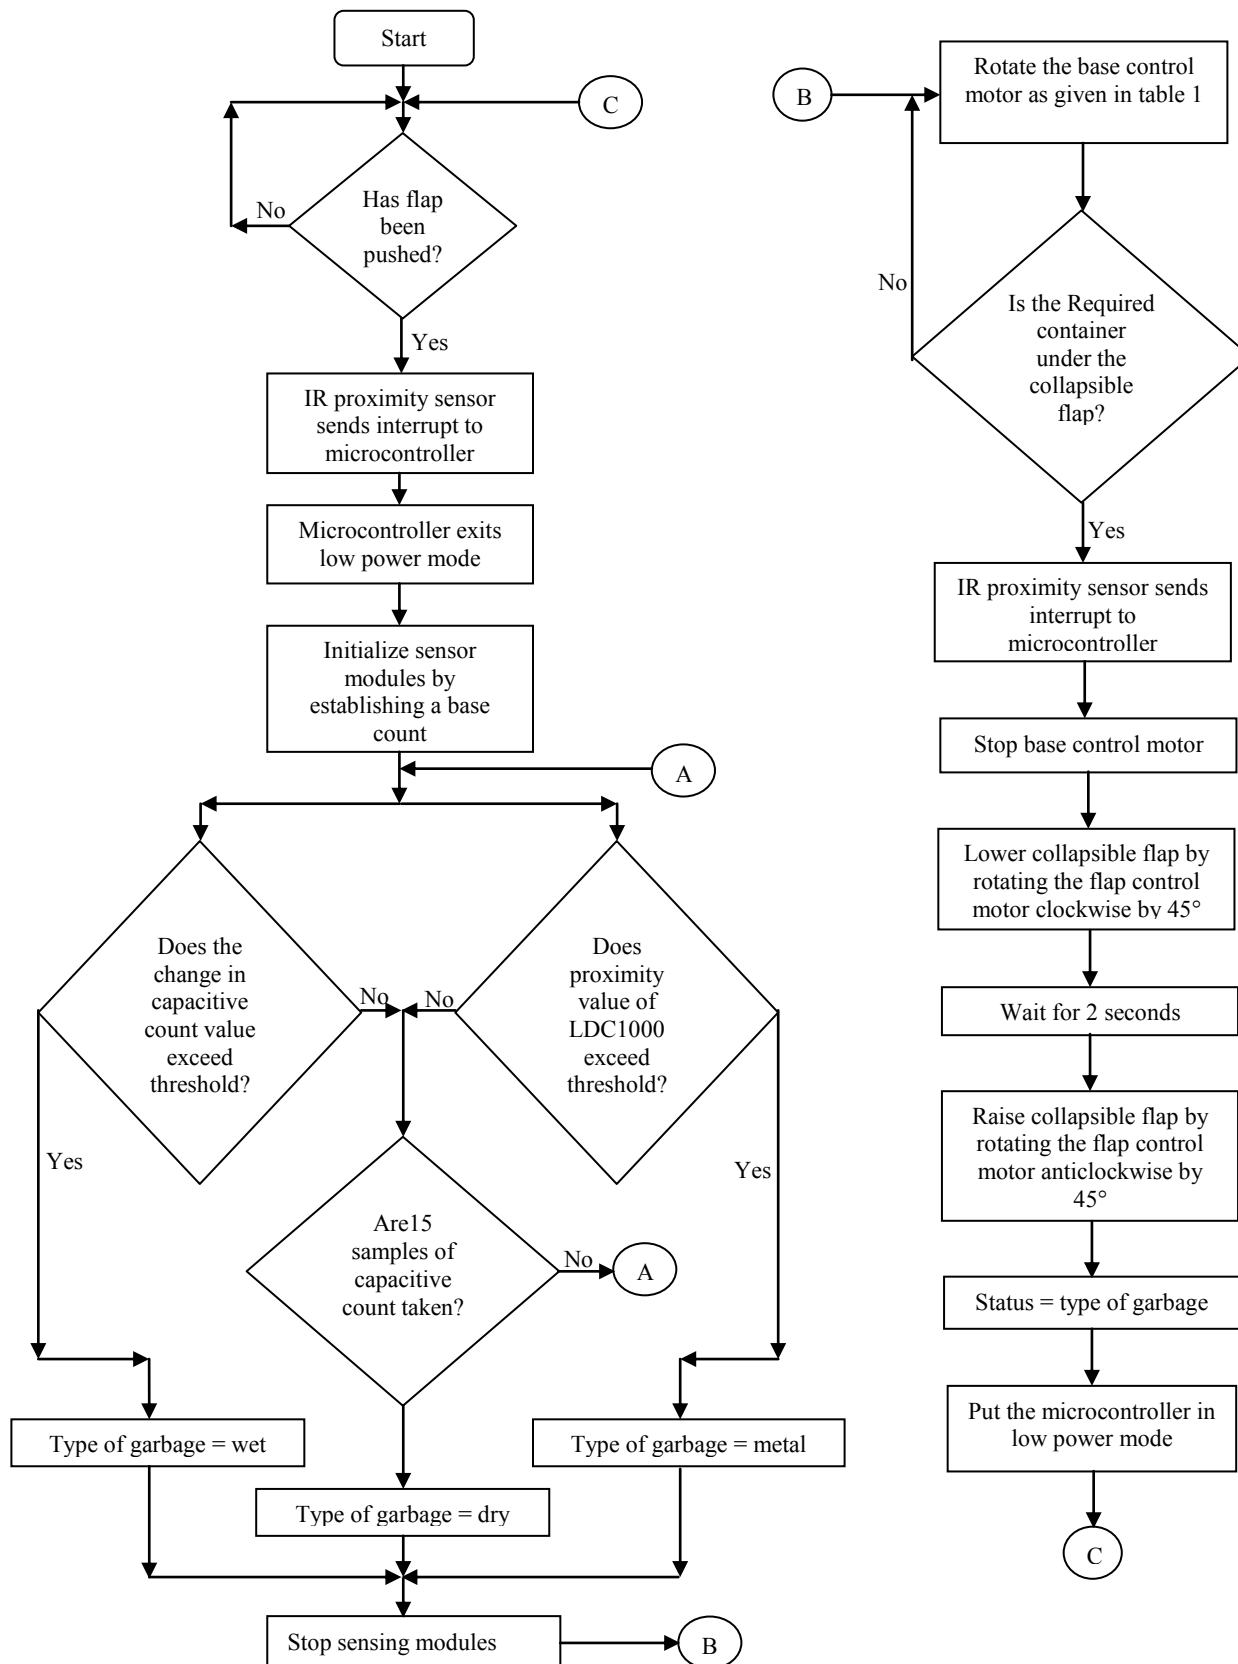 Start
C
Has flap
been
pushed?
No
Yes
IR proximity sensor
sends interrupt to
microcontroller
Microcontroller exits
low power mode
Initialize sensor
modules by
establishing a base
count
A
Does the
change in
capacitive
count value
exceed
threshold?
No
No
Does
proximity
value of
LDC1000
exceed
threshold?
Yes
Yes
Are15
samples of
capacitive
count taken?
No
A
Type of garbage = wet
Type of garbage = metal
Type of garbage = dry
Stop sensing modules
B
B
Rotate the base control
motor as given in table 1
No
Is the Required
container
under the
collapsible
flap?
Yes
IR proximity sensor sends
interrupt to
microcontroller
Stop base control motor
Lower collapsible flap by
rotating the flap control
motor clockwise by 45°
Wait for 2 seconds
Raise collapsible flap by
rotating the flap control
motor anticlockwise by
45°
Status = type of garbage
Put the microcontroller in
low power mode
C